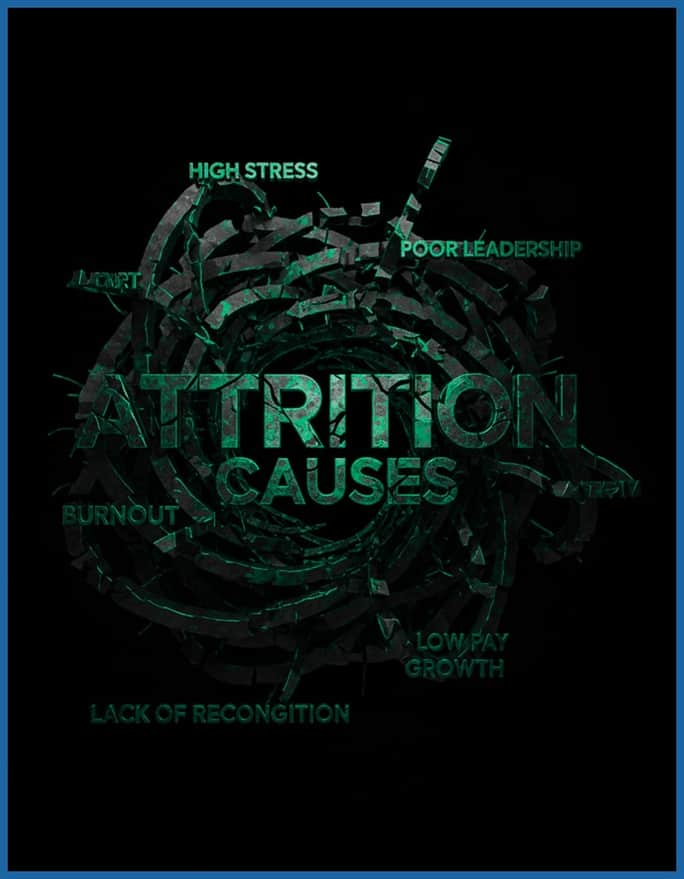 HIGH STRESS
POOR LEADERSHIP
ATTRITION
CAUSES
BURNOUT
LOW PAY
GROWTH
LACK OF RECONGITION